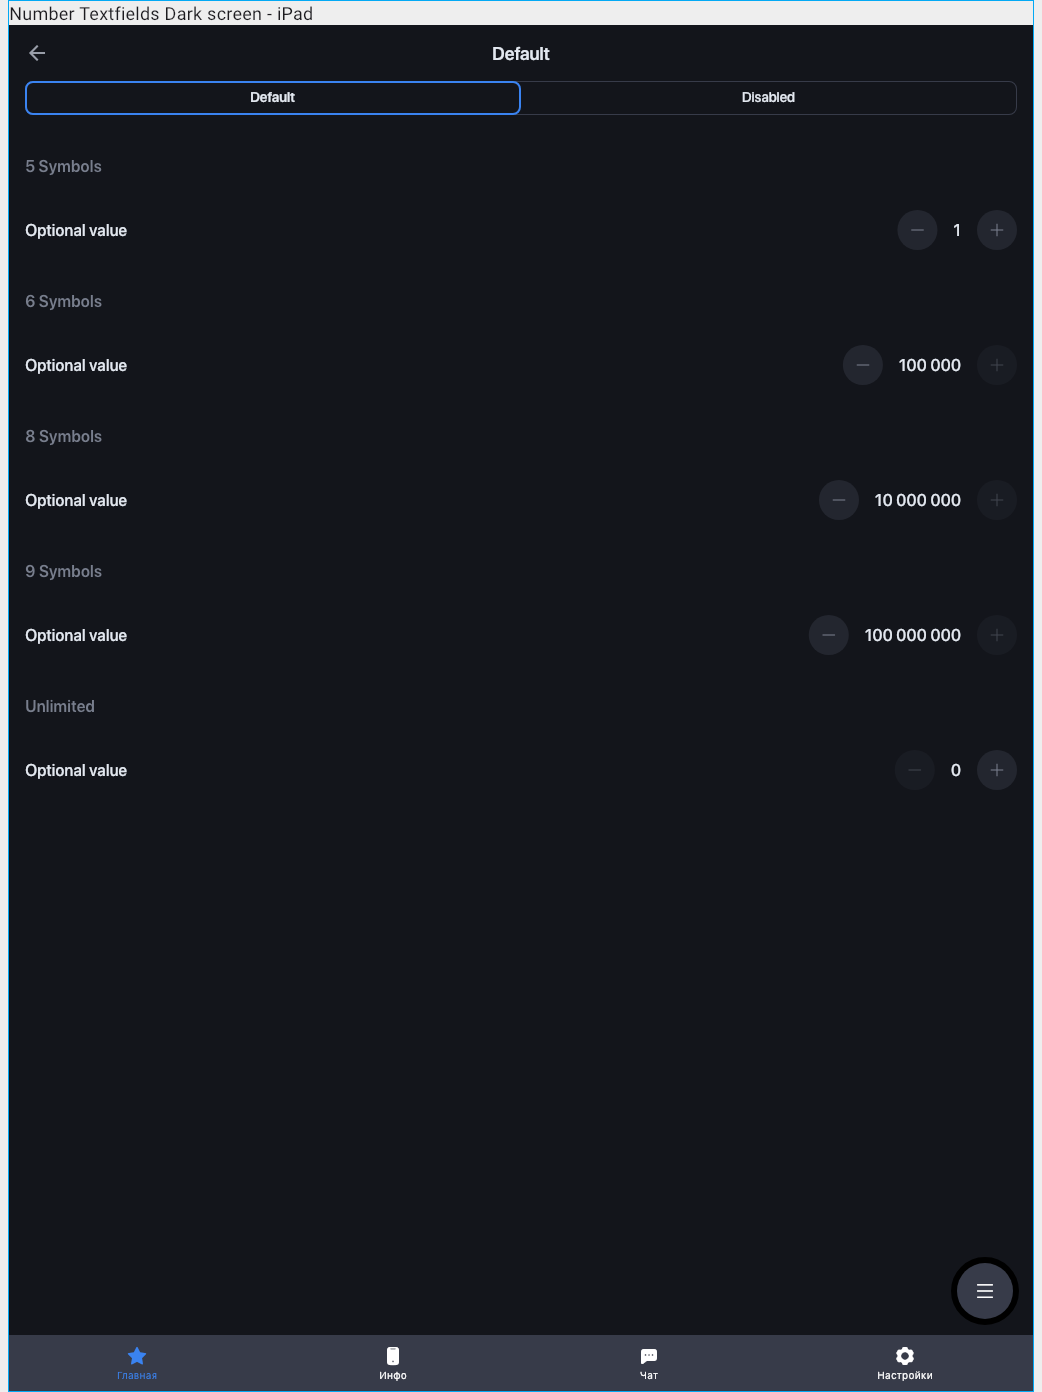 Number Textfields Dark screen - iPad
Default
Default
Disabled
5 Symbols
Optional value
1
6 Symbols
Optional value
100 000
8 Symbols
Optional value
10 000 000
9 Symbols
Optional value
100 000 000
Unlimited
Optional value
0
Главная
Инфо
Чат
Настройки